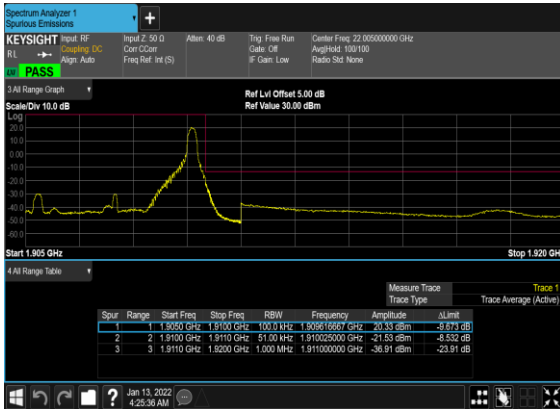 Spectrum Analyzer 1
Spurious Emissions
+
KEYSIGHT Input: RF Input Z: 50 Ω Atten: 40 dB Trig: Free Run Center Freq: 22.005000000 GHz
RL Coupling: DC Corr CCorr Gate: Off Avg|Hold: 100/100
Align: Auto Freq Ref: Int (S) IF Gain: Low Radio Std: None
PASS
3 All Range Graph
Ref Lvl Offset 5.00 dB
Scale/Div 10.0 dB Ref Value 30.00 dBm
Log
20.0
10.0
0.00
-10.0
-20.0
-30.0
-40.0
-50.0
-60.0
Start 1.905 GHz Stop 1.920 GH
4 All Range Table
Measure Trace Trace 1
Trace Type Trace Average (Active)
Spur Range Start Freq Stop Freq RBW Frequency Amplitude ΔLimit
1 1 1.9050 GHz 1.9100 GHz 100.0 kHz 1.909616667 GHz 20.33 dBm -9.673 dB
2 2 1.9100 GHz 1.9110 GHz 51.00 kHz 1.910025000 GHz -21.53 dBm -8.532 dB
3 3 1.9110 GHz 1.9200 GHz 1.000 MHz 1.911000000 GHz -36.91 dBm -23.91 dB
? Jan 13, 2022
4:25:36 AM